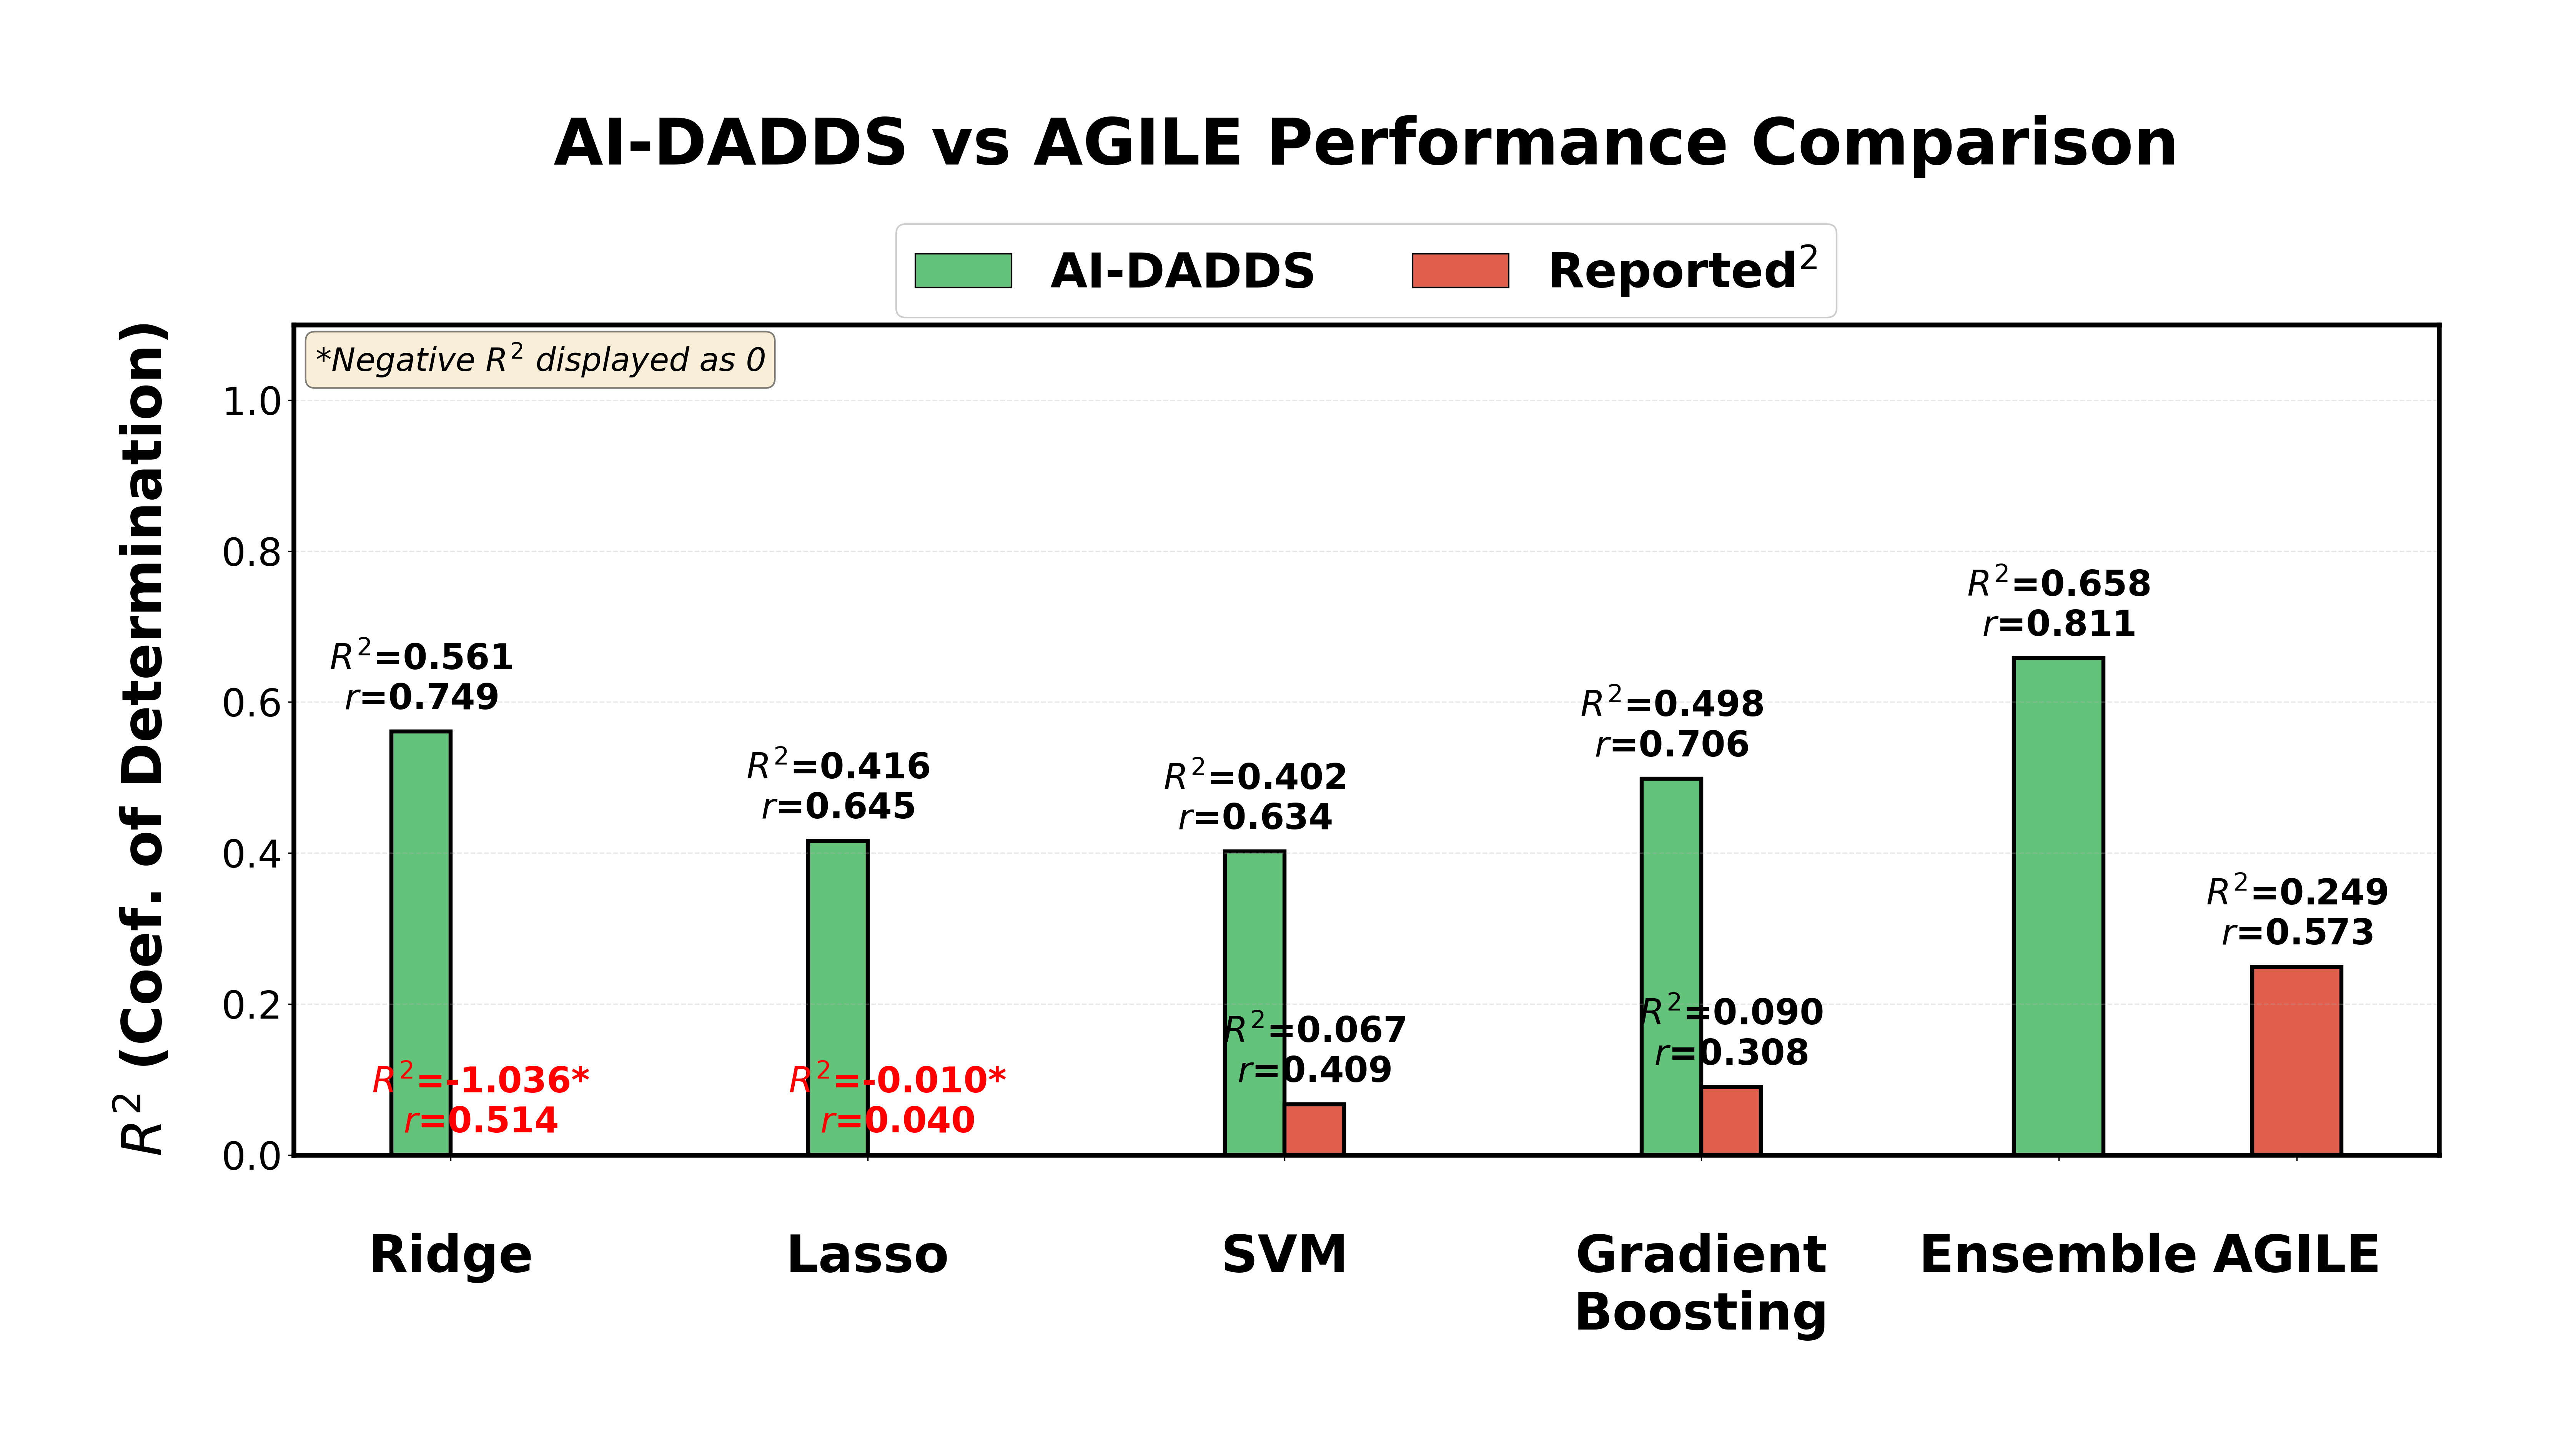 AI-DADDS vs AGILE Performance Comparison
AI-DADDS
Reported²
R² (Coef. of Determination)
*Negative R² displayed as 0
1.0
0.8
0.6
0.4
0.2
0.0
R²=0.561
r=0.749
R²=-1.036*
r=0.514
R²=0.416
r=0.645
R²=-0.010*
r=0.040
R²=0.402
r=0.634
R²=0.067
r=0.409
R²=0.498
r=0.706
R²=0.090
r=0.308
R²=0.658
r=0.811
R²=0.249
r=0.573
Ridge
Lasso
SVM
Gradient
Boosting
Ensemble
AGILE